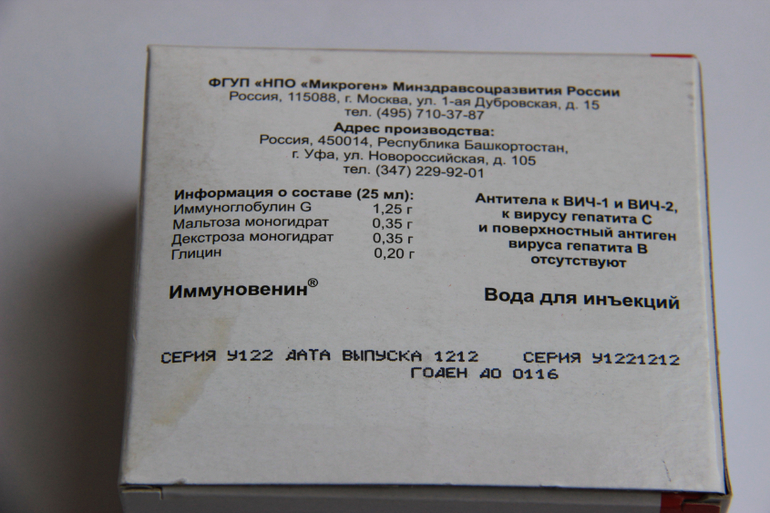 ФГУП «НПО «Микроген» Минздравсоцразвития России
Россия, 115088, г. Москва, ул. 1-ая Дубровская, д. 15
тел. (495) 710-37-87
Адрес производства:
Россия, 450014, Республика Башкортостан,
г. Уфа, ул. Новороссийская, д. 105
тел. (347) 229-92-01
Информация о составе (25 мл):
Иммуноглобулин G 1,25 г
Мальтоза моногидрат 0,35 г
Декстроза моногидрат 0,35 г
Глицин 0,20 г
Антитела к ВИЧ-1 и ВИЧ-2,
к вирусу гепатита С
и поверхностный антиген
вируса гепатита В
отсутствуют
Иммуновенин®
Вода для инъекций
СЕРИЯ У122 ДАТА ВЫПУСКА 1212 СЕРИЯ У1221212
ГОДЕН ДО 0116